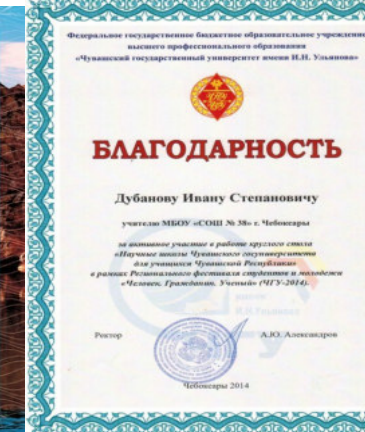 Федеральное государственное бюджетное образовательное учреждение
высшего профессионального образования
«Чувашский государственный университет имени И.Н. Ульянова»
БЛАГОДАРНОСТЬ
Дубанову Ивану Степановичу
учителю МБОУ «СОШ № 38» г. Чебоксары
за активное участие в работе круглого стола
«Научные школы Чувашского госуниверситета
для учащихся Чувашской Республики»
в рамках Регионального фестиваля студентов и молодежи
«Человек. Гражданин. Ученый» (ЧГУ-2014).
Ректор А.Ю. Александров
Чебоксары 2014